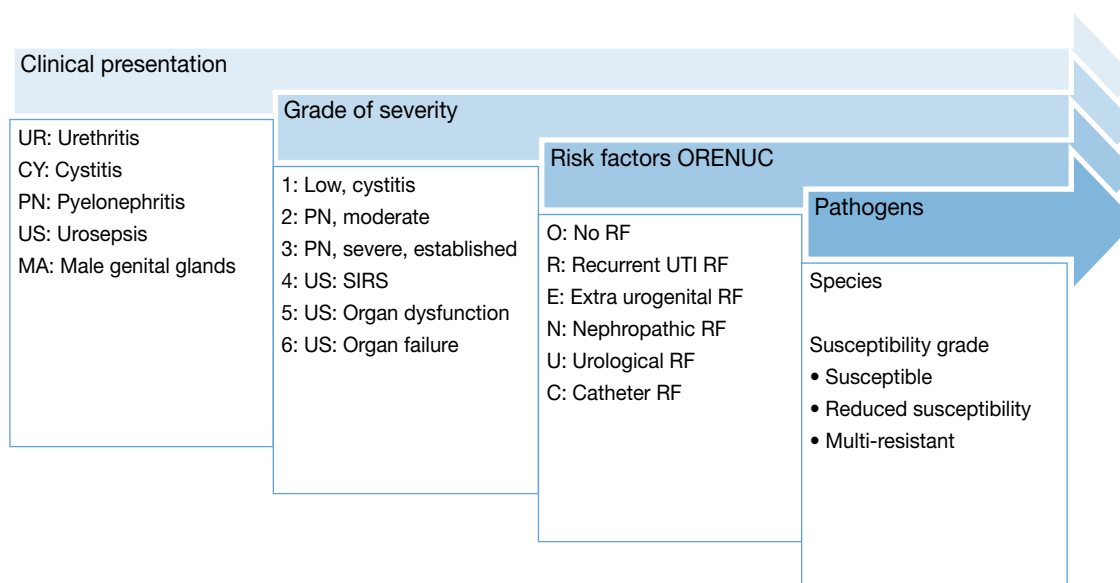 Clinical presentation
UR: Urethritis
CY: Cystitis
PN: Pyelonephritis
US: Urosepsis
MA: Male genital glands
Grade of severity
1: Low, cystitis
2: PN, moderate
3: PN, severe, established
4: US: SIRS
5: US: Organ dysfunction
6: US: Organ failure
Risk factors ORENUC
O: No RF
R: Recurrent UTI RF
E: Extra urogenital RF
N: Nephropathic RF
U: Urological RF
C: Catheter RF
Pathogens
Species
Susceptibility grade
• Susceptible
• Reduced susceptibility
• Multi-resistant